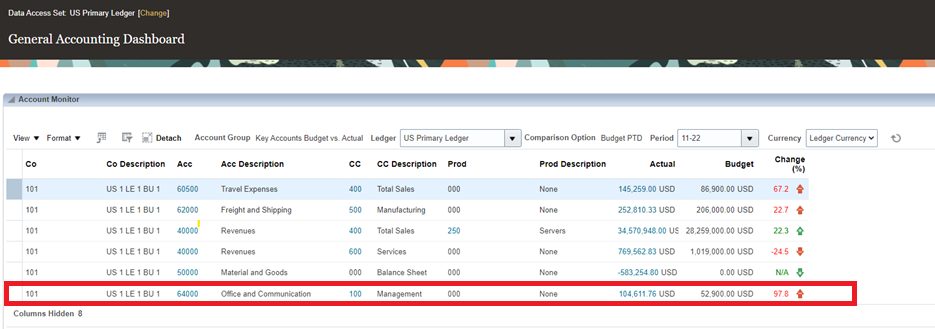 Data Access Set: US Primary Ledger [Change]
General Accounting Dashboard
Account Monitor
View Format Detach Account Group Key Accounts Budget vs. Actual Ledger US Primary Ledger Comparison Option Budget PTD Period 11-22 Currency Ledger Currency
Co Co Description Acc Acc Description CC CC Description Prod Prod Description Actual Budget Change (%)
101 US 1 LE 1 BU 1 60500 Travel Expenses 400 Total Sales 000 None 145,259.00 USD 86,900.00 USD 67.2
101 US 1 LE 1 BU 1 62000 Freight and Shipping 500 Manufacturing 000 None 252,810.33 USD 206,000.00 USD 22.7
101 US 1 LE 1 BU 1 40000 Revenues 400 Total Sales 250 Servers 34,570,948.00 USD 28,259,000.00 USD 22.3
101 US 1 LE 1 BU 1 40000 Revenues 600 Services 000 None 769,562.83 USD 1,019,000.00 USD -24.5
101 US 1 LE 1 BU 1 50000 Material and Goods 000 Balance Sheet 000 None -583,254.80 USD 0.00 USD N/A
101 US 1 LE 1 BU 1 64000 Office and Communication 100 Management 000 None 104,611.76 USD 52,900.00 USD 97.8
Columns Hidden 8